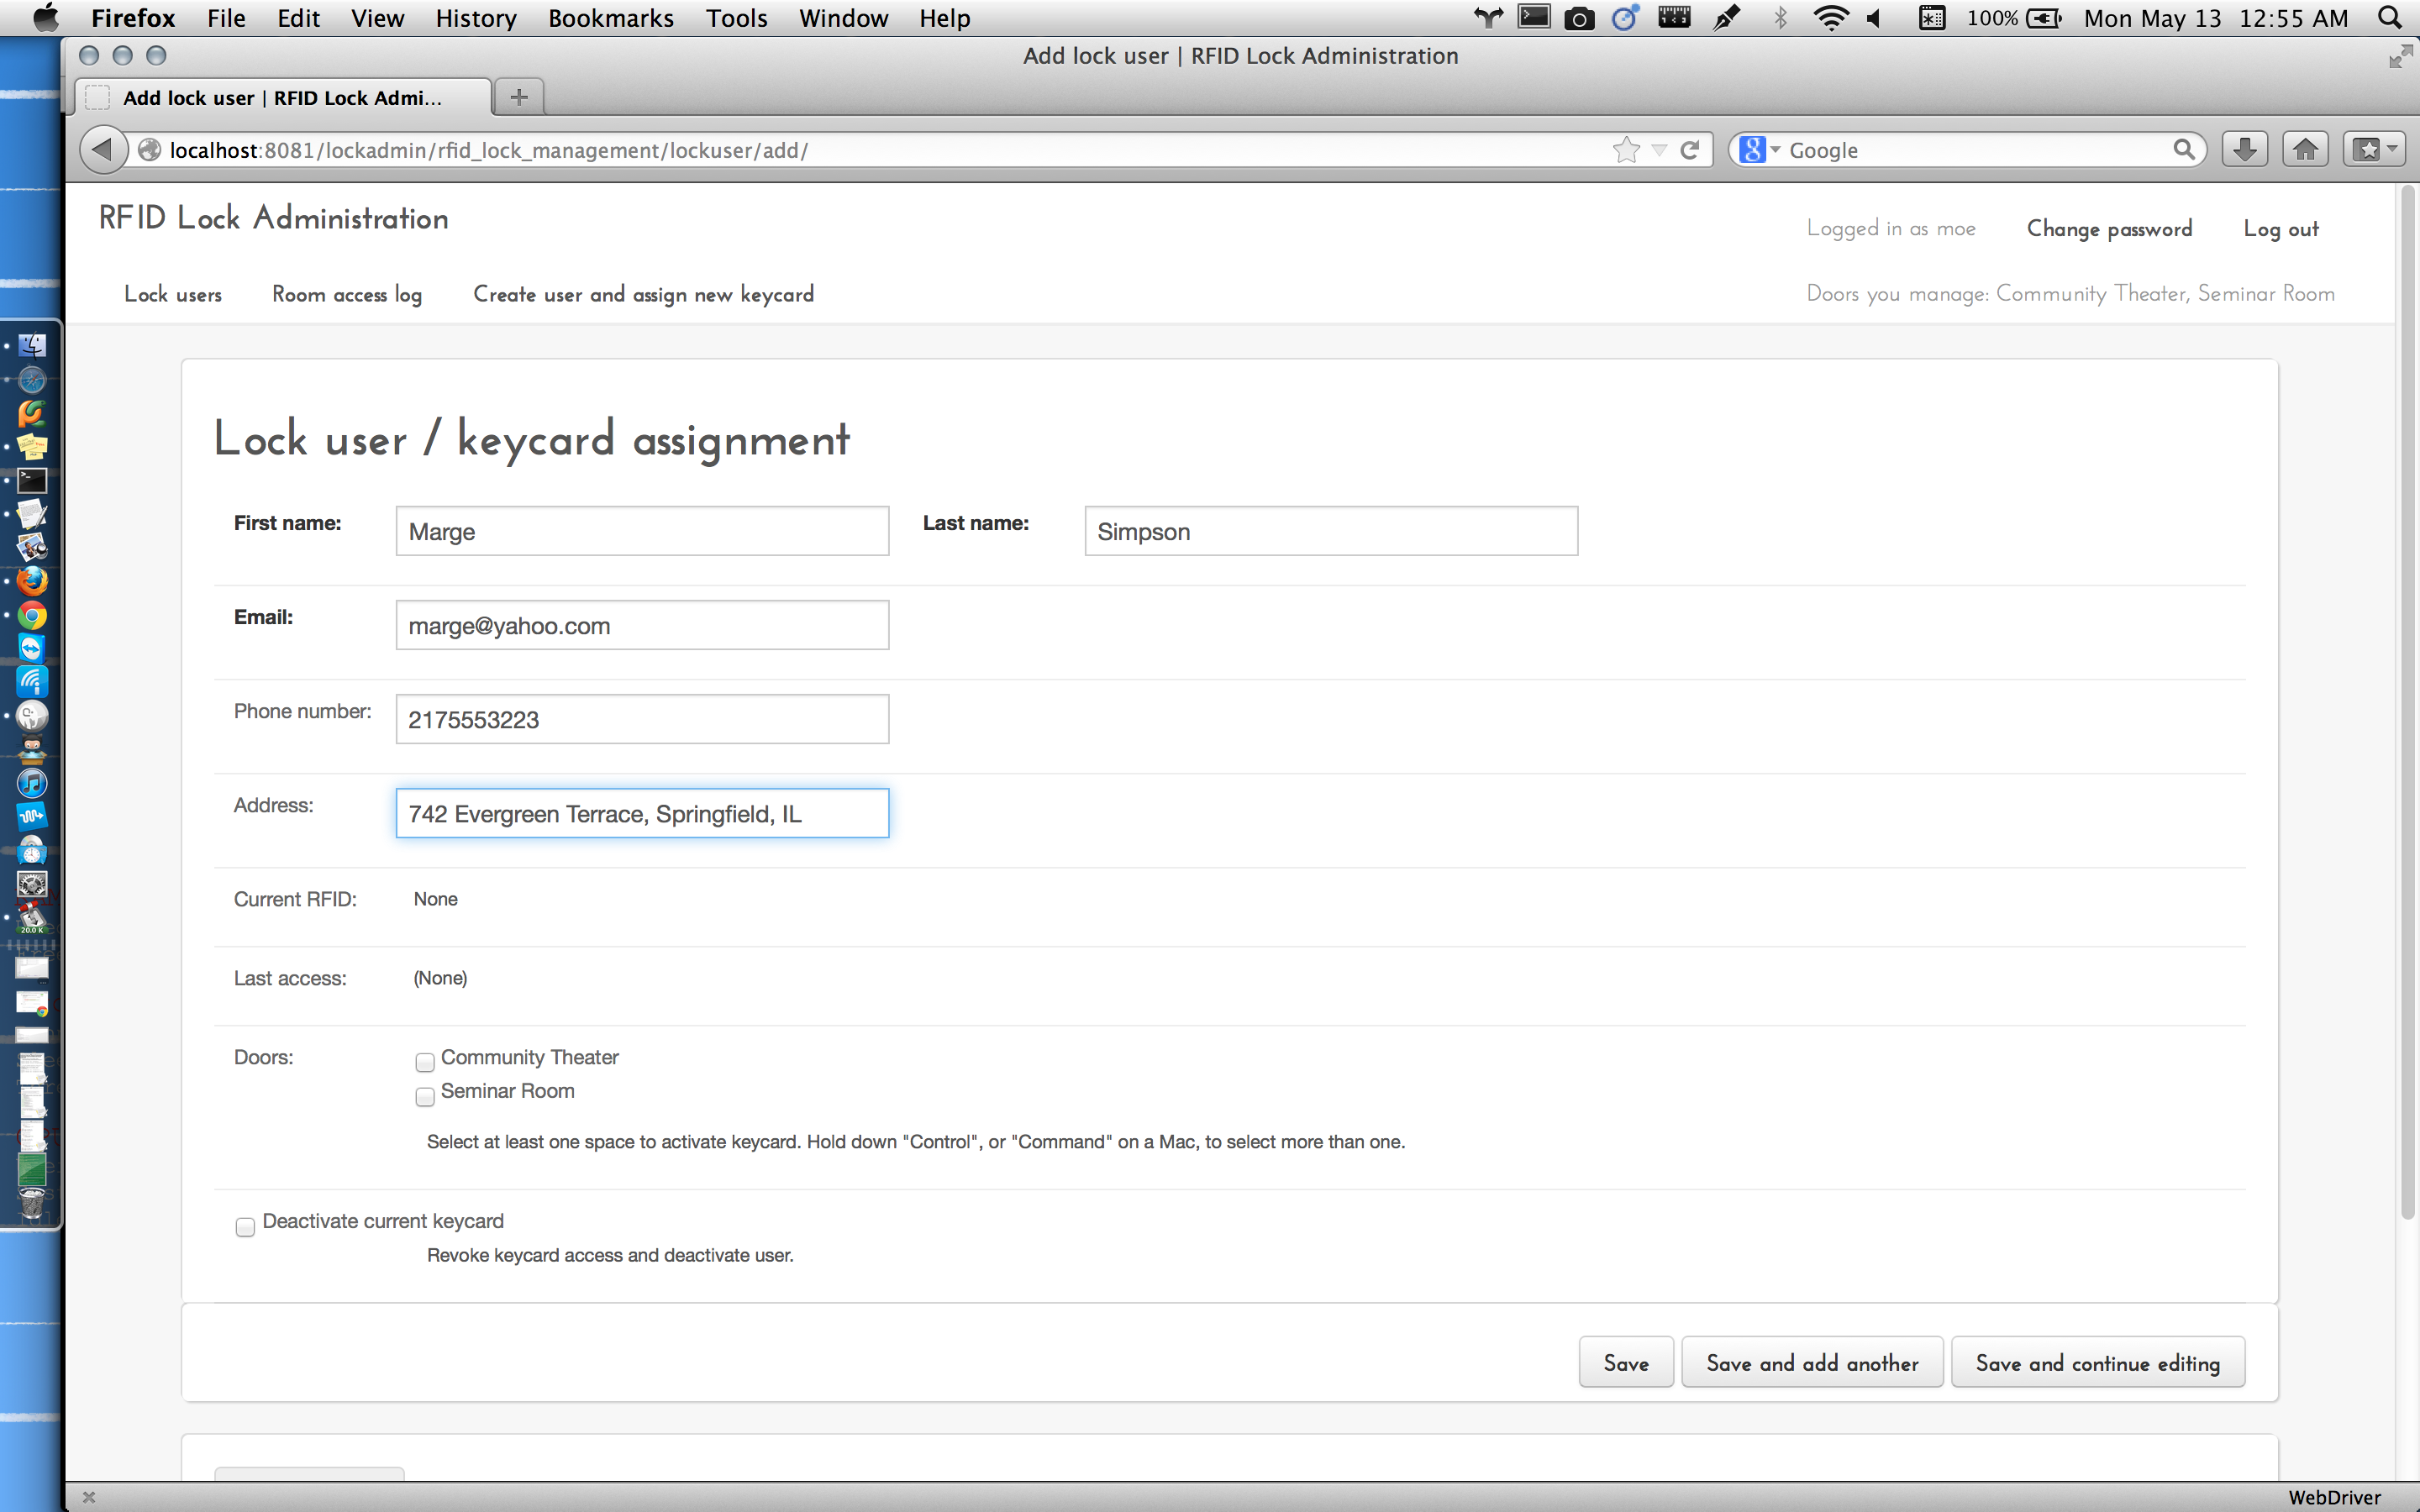 Firefox File Edit View History Bookmarks Tools Window Help 100% Mon May 13 12:55 AM
Add lock user | RFID Lock Administration
Add lock user | RFID Lock Admi...
localhost:8081/lockadmin/rfid_lock_management/lockuser/add/ Google
RFID Lock Administration
Logged in as moe Change password Log out
Lock users Room access log Create user and assign new keycard
Doors you manage: Community Theater, Seminar Room
Lock user / keycard assignment
First name: Marge Last name: Simpson
Email: marge@yahoo.com
Phone number: 2175553223
Address: 742 Evergreen Terrace, Springfield, IL
Current RFID: None
Last access: (None)
Doors: Community Theater
Seminar Room
Select at least one space to activate keycard. Hold down "Control", or "Command" on a Mac, to select more than one.
Deactivate current keycard
Revoke keycard access and deactivate user.
Save Save and add another Save and continue editing
20.0 K
WebDriver